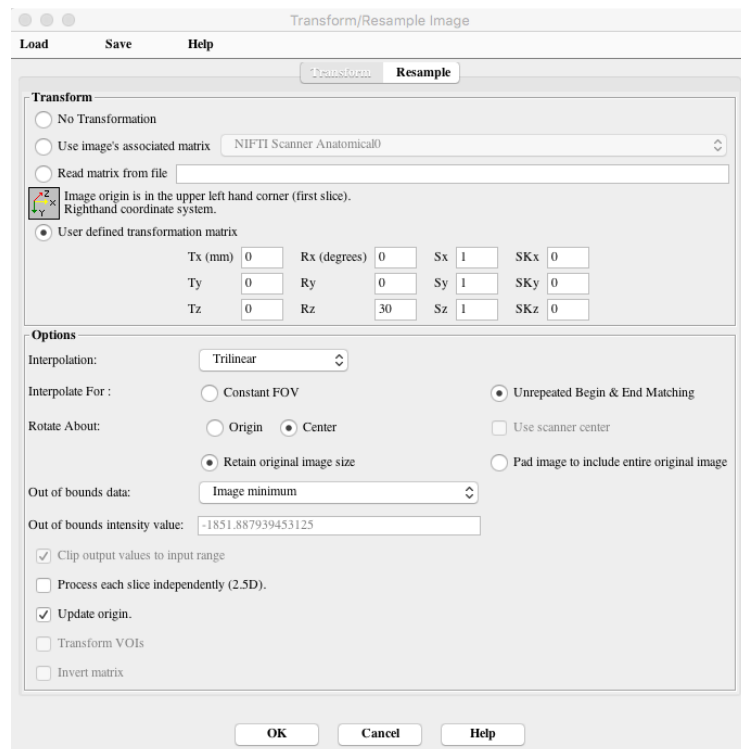 Transform/Resample Image
Load Save Help
Transform Resample
Transform
No Transformation
Use image's associated matrix NIFTI Scanner Anatomical0
Read matrix from file
Z X Y
Image origin is in the upper left hand corner (first slice).
Righthand coordinate system.
User defined transformation matrix
Tx (mm) 0 Rx (degrees) 0 Sx 1 SKx 0
Ty 0 Ry 0 Sy 1 SKy 0
Tz 0 Rz 30 Sz 1 SKz 0
Options
Interpolation: Trilinear
Interpolate For : Constant FOV Unrepeated Begin & End Matching
Rotate About: Origin Center Use scanner center
Retain original image size Pad image to include entire original image
Out of bounds data: Image minimum
Out of bounds intensity value: -1851.887939453125
Clip output values to input range
Process each slice independently (2.5D).
Update origin.
Transform VOIs
Invert matrix
OK Cancel Help